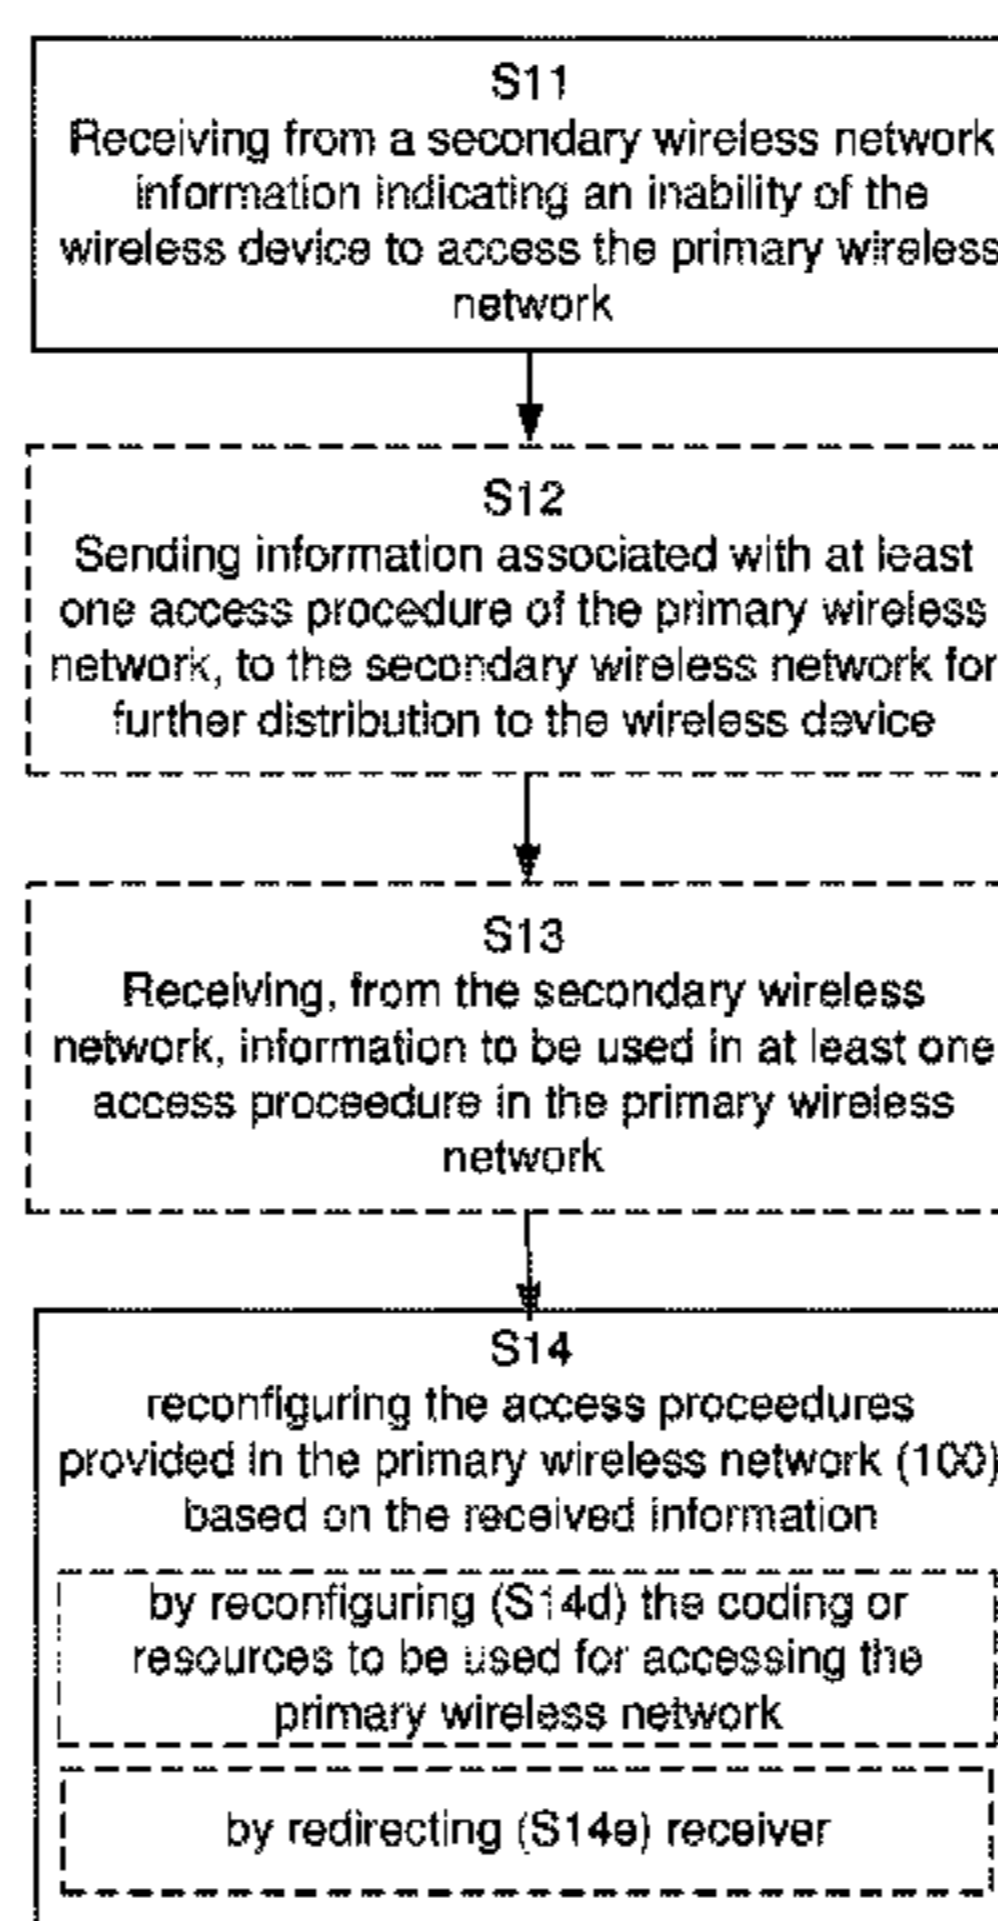 S11
Receiving from a secondary wireless network
information indicating an inability of the
wireless device to access the primary wireless
network
S12
Sending information associated with at least
one access procedure of the primary wireless
network, to the secondary wireless network for
further distribution to the wireless device
S13
Receiving, from the secondary wireless
network, information to be used in at least one
access proceedure in the primary wireless
network
S14
reconfiguring the access proceedures
provided in the primary wireless network (100)
based on the received information
by reconfiguring (S14d) the coding or
resources to be used for accessing the
primary wireless network
by redirecting (S14e) receiver